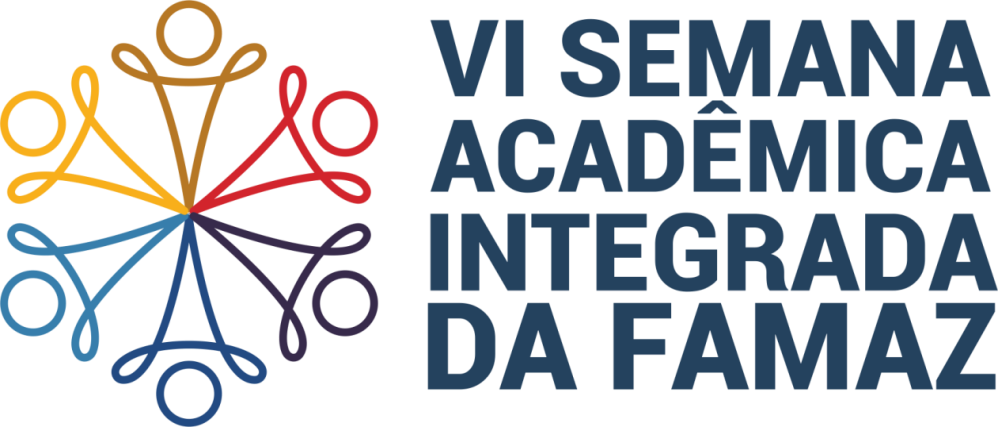 VI SEMANA
ACADÊMICA
INTEGRADA
DA FAMAZ